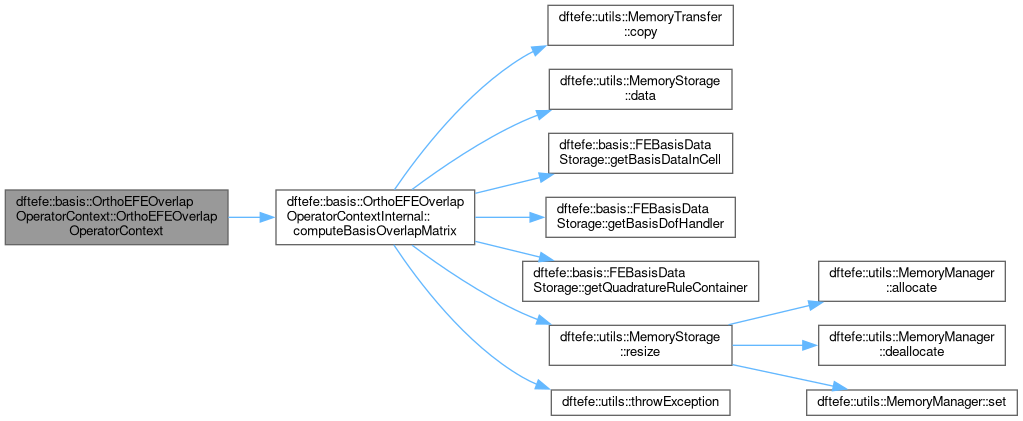 dftefe::basis::OrthoEFEOverlap
OperatorContext::OrthoEFEOverlap
OperatorContext
dftefe::basis::OrthoEFEOverlap
OperatorContextInternal::
computeBasisOverlapMatrix
dftefe::utils::MemoryTransfer
::copy
dftefe::utils::MemoryStorage
::data
dftefe::basis::FEBasisData
Storage::getBasisDataInCell
dftefe::basis::FEBasisData
Storage::getBasisDofHandler
dftefe::basis::FEBasisData
Storage::getQuadratureRuleContainer
dftefe::utils::MemoryStorage
::resize
dftefe::utils::throwException
dftefe::utils::MemoryManager
::allocate
dftefe::utils::MemoryManager
::deallocate
dftefe::utils::MemoryManager::set